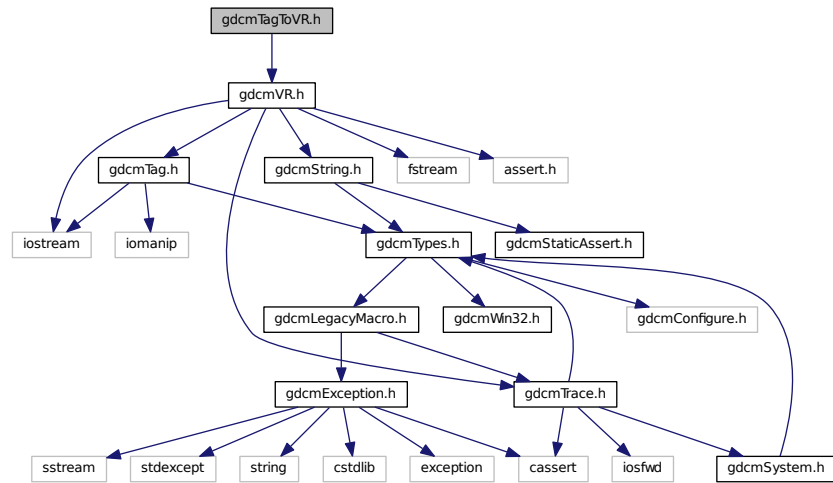 gdcmTagToVR.h
gdcmVR.h
gdcmTag.h
gdcmString.h
fstream
assert.h
iostream
iomanip
gdcmTypes.h
gdcmStaticAssert.h
gdcmLegacyMacro.h
gdcmWin32.h
gdcmConfigure.h
gdcmException.h
gdcmTrace.h
sstream
stdexcept
string
cstdlib
exception
cassert
iosfwd
gdcmSystem.h